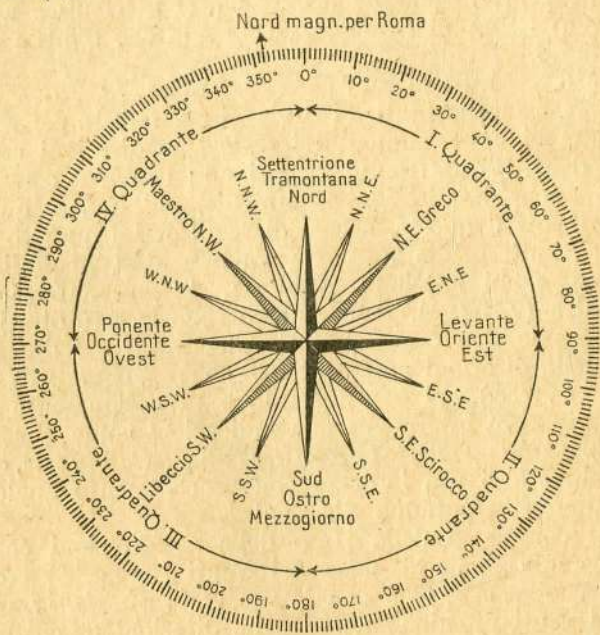 Nord magn. per Roma
0°
10°
20°
30°
40°
50°
60°
70°
80°
90°
100°
110°
120°
130°
140°
150°
160°
170°
180°
190°
200°
210°
220°
230°
240°
250°
260°
270°
280°
290°
300°
310°
320°
330°
340°
350°
I. Quadrante
II. Quadrante
III. Quadrante
IV. Quadrante
Settentrione
Tramontana
Nord
N.N.E.
N.E. Greco
E.N.E
Levante
Oriente
Est
E.S.E
S.E. Scirocco
S.S.E.
Sud
Ostro
Mezzogiorno
S.S.W.
Libeccio S.W.
W.S.W.
Ponente
Occidente
Ovest
W.N.W
Maestro N.W.
N.N.W.